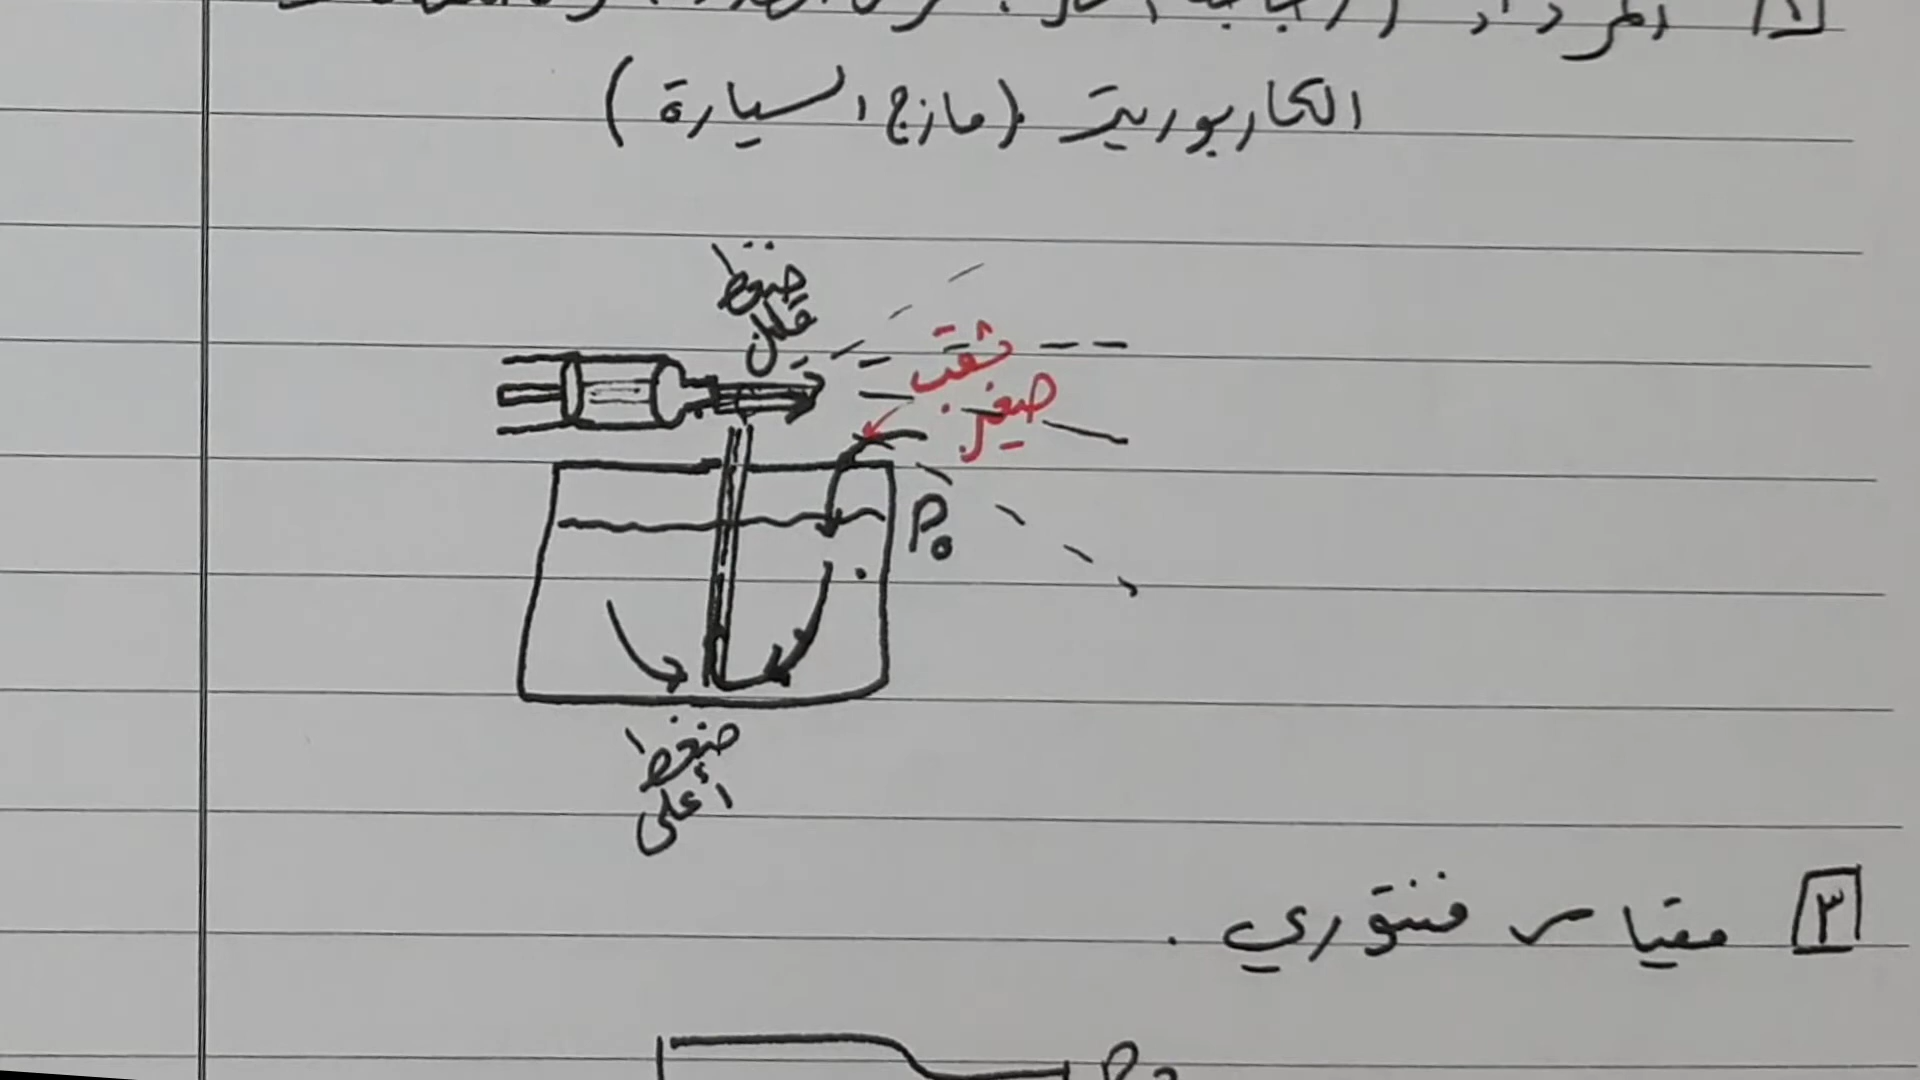 الكاربوريتر (مازج السيارة)
ضغط
قليل
ثقب
صغير
P₀
ضغط
أعلى
٣ مقياس فنتوري .